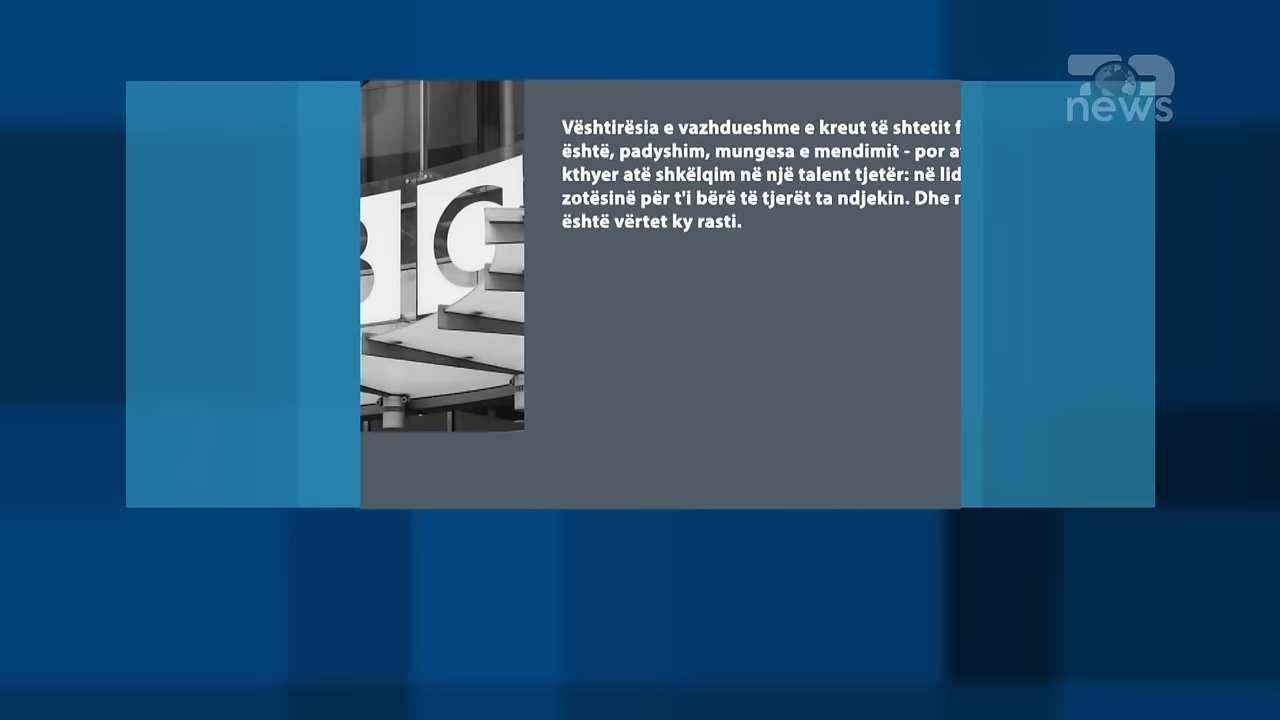 news
C
Vështirësia e vazhdueshme e kreut të shtetit
është, padyshim, mungesa e mendimit - por
kthyer atë shkëlqim në një talent tjetër: në
zotësinë për t'i bërë të tjerët ta ndjekin. Dhe
është vërtet ky rasti.